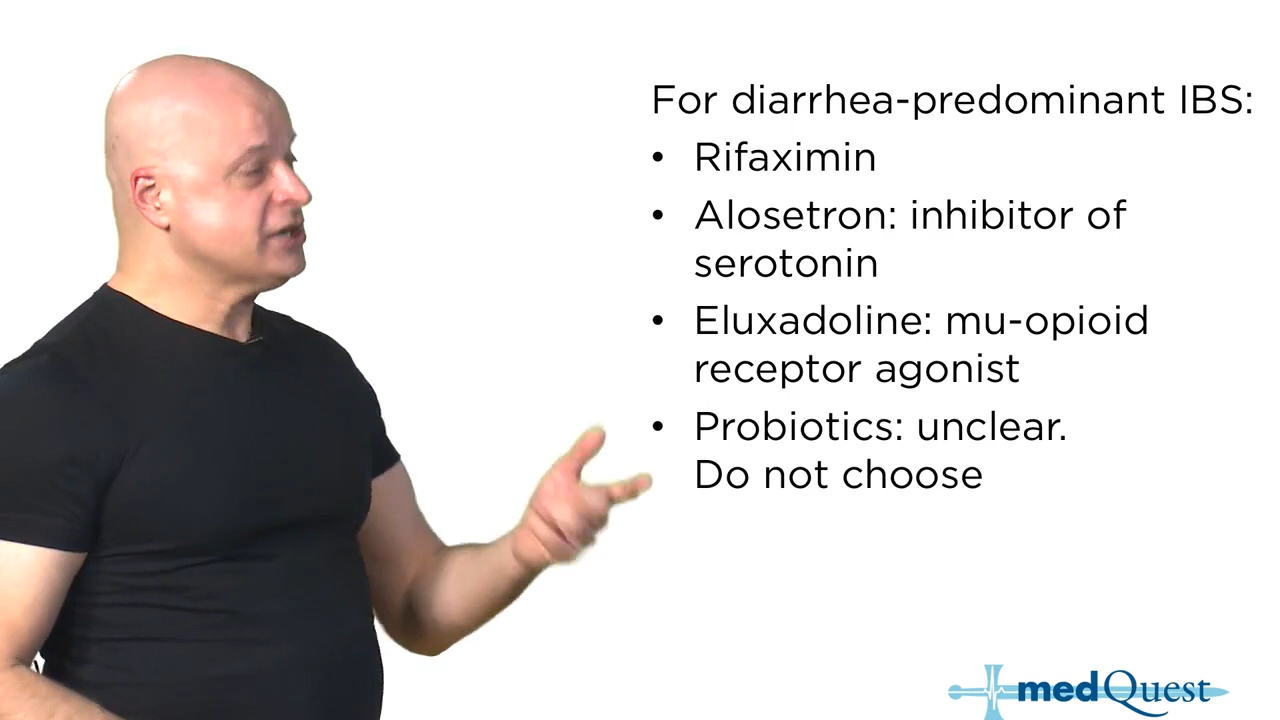 For diarrhea-predominant IBS:
• Rifaximin
• Alosetron: inhibitor of
serotonin
• Eluxadoline: mu-opioid
receptor agonist
• Probiotics: unclear.
Do not choose
medQuest